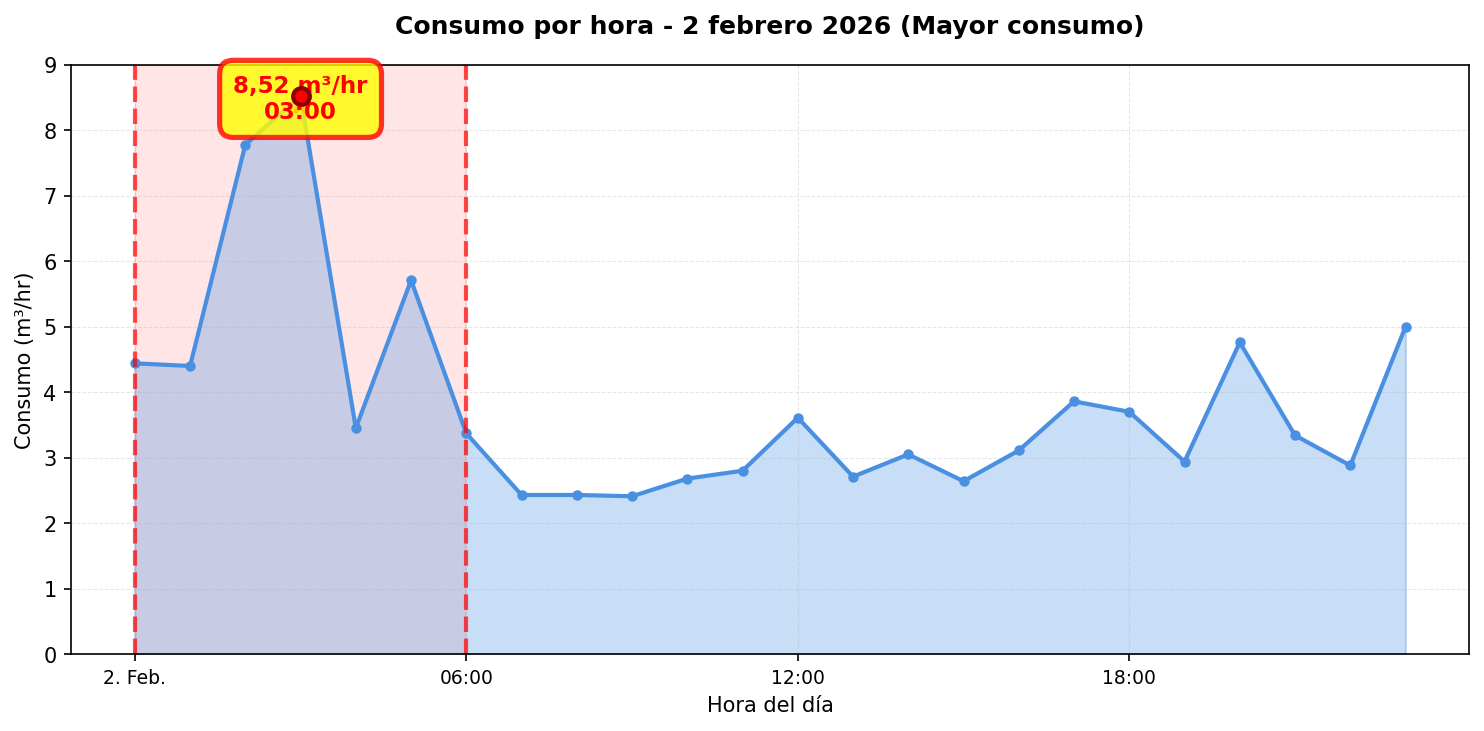 Consumo por hora - 2 febrero 2026 (Mayor consumo)
8,52 m³/hr
03:00
9
8
7
6
5
4
3
2
1
0
Consumo (m³/hr)
2. Feb.
06:00
12:00
18:00
Hora del día